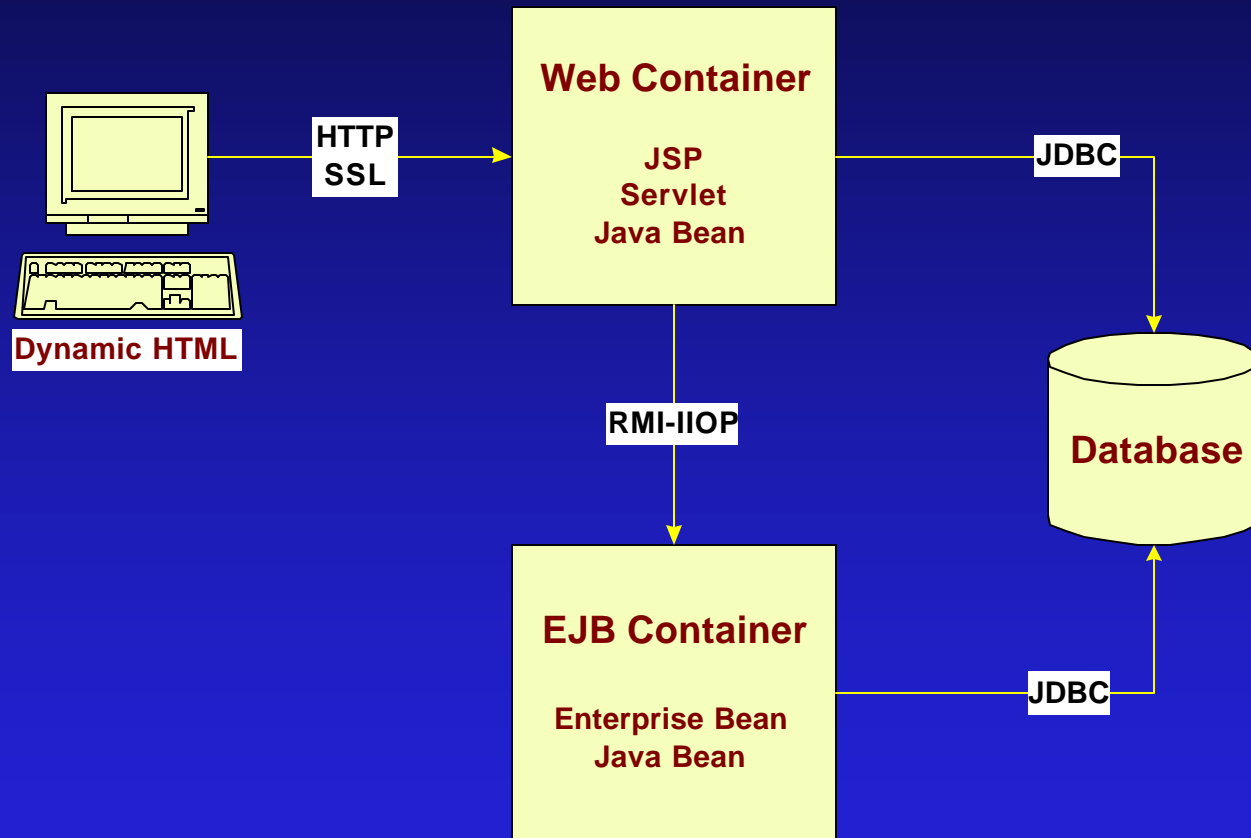 Web Container
JSP
Servlet
Java Bean
HTTP
SSL
JDBC
Dynamic HTML
RMI-IIOP
Database
EJB Container
Enterprise Bean
Java Bean
JDBC